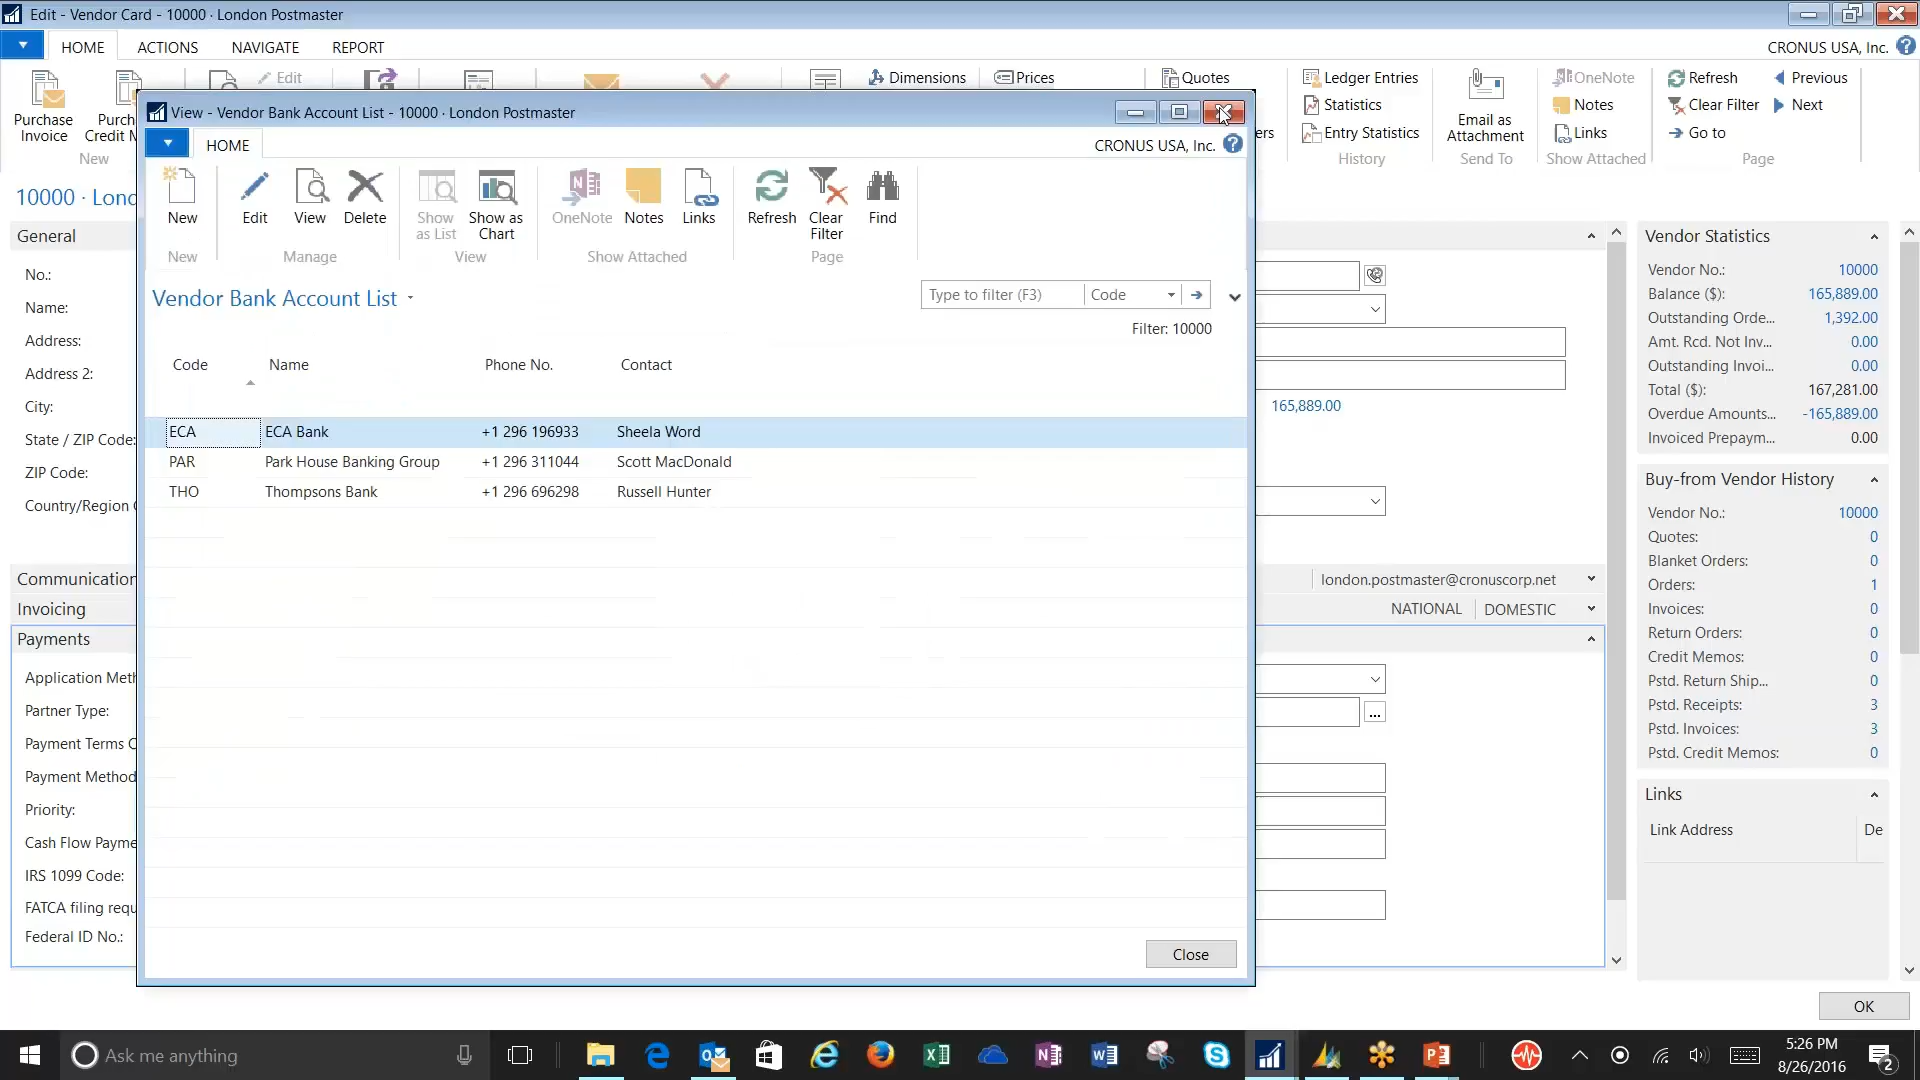 Edit - Vendor Card - 10000 · London Postmaster
HOME
ACTIONS
NAVIGATE
REPORT
CRONUS USA, Inc.
Edit
Dimensions
Prices
Quotes
Ledger Entries
OneNote
Refresh
Previous
Statistics
Notes
Clear Filter
Next
Purchase
Invoice
Entry Statistics
Email as
Attachment
Links
Go to
New
History
Send To
Show Attached
Page
View - Vendor Bank Account List - 10000 · London Postmaster
HOME
CRONUS USA, Inc.
New
Edit
View
Delete
Show
as List
Show as
Chart
OneNote
Notes
Links
Refresh
Clear
Filter
Find
New
Manage
View
Show Attached
Page
Vendor Bank Account List
Type to filter (F3)
Code
Filter: 10000
Code
Name
Phone No.
Contact
ECA
ECA Bank
+1 296 196933
Sheela Word
PAR
Park House Banking Group
+1 296 311044
Scott MacDonald
THO
Thompsons Bank
+1 296 696298
Russell Hunter
Close
10000 ·
General
No.:
Name:
Address:
Address 2:
City:
State / ZIP Code:
ZIP Code:
Country/Region
165,889.00
Communication
london.postmaster@cronuscorp.net
Invoicing
NATIONAL
DOMESTIC
Payments
Application
Partner Type:
Payment Terms
Payment Method
Priority:
Cash Flow
IRS 1099 Code:
FATCA filing
Federal ID No.:
...
Vendor Statistics
Vendor No.: 10000
Balance ($): 165,889.00
Outstanding Orde... 1,392.00
Amt. Rcd. Not Inv... 0.00
Outstanding Invoi... 0.00
Total ($): 167,281.00
Overdue Amounts... -165,889.00
Invoiced Prepaym... 0.00
Buy-from Vendor History
Vendor No.: 10000
Quotes: 0
Blanket Orders: 0
Orders: 1
Invoices: 0
Return Orders: 0
Credit Memos: 0
Pstd. Return Ship... 0
Pstd. Receipts: 3
Pstd. Invoices: 3
Pstd. Credit Memos: 0
Links
Link Address
De
OK
Ask me anything
5:26 PM
8/26/2016
2